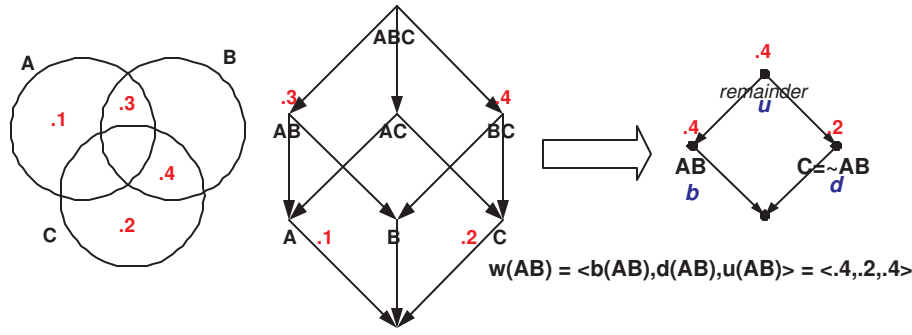 A
B
.1
.3
.4
C
.2
ABC
.3
.4
AB
AC
BC
A
.1
B
.2
C
.4
remainder
u
.4
.2
AB
C=~AB
b
d
w(AB) = <b(AB),d(AB),u(AB)> = <.4,.2,.4>